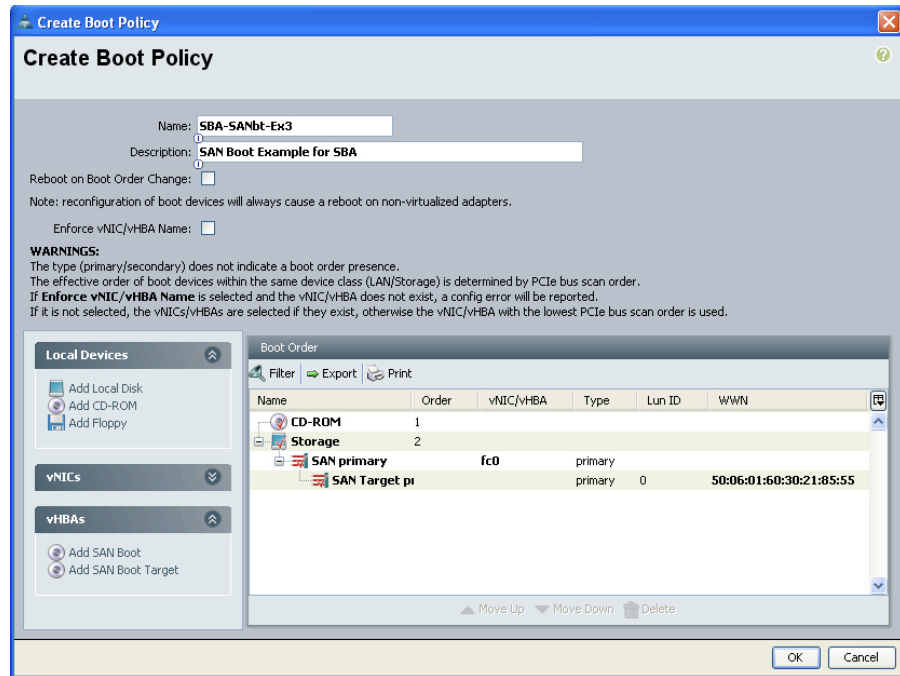 Create Boot Policy
Create Boot Policy
Name: SBA-SANbt-Ex3
Description: SAN Boot Example for SBA
Reboot on Boot Order Change:
Note: reconfiguration of boot devices will always cause a reboot on non-virtualized adapters.
Enforce vNIC/vHBA Name:
WARNINGS:
The type (primary/secondary) does not indicate a boot order presence.
The effective order of boot devices within the same device class (LAN/Storage) is determined by PCIe bus scan order.
If Enforce vNIC/vHBA Name is selected and the vNIC/vHBA does not exist, a config error will be reported.
If it is not selected, the vNICs/vHBAs are selected if they exist, otherwise the vNIC/vHBA with the lowest PCIe bus scan order is used.
Local Devices
Add Local Disk
Add CD-ROM
Add Floppy
vNICs
vHBAs
Add SAN Boot
Add SAN Boot Target
Boot Order
Filter Export Print
Name Order vNIC/vHBA Type Lun ID WWN
CD-ROM 1
Storage 2
SAN primary fc0 primary
SAN Target pr primary 0 50:06:01:60:30:21:85:55
Move Up Move Down Delete
OK Cancel